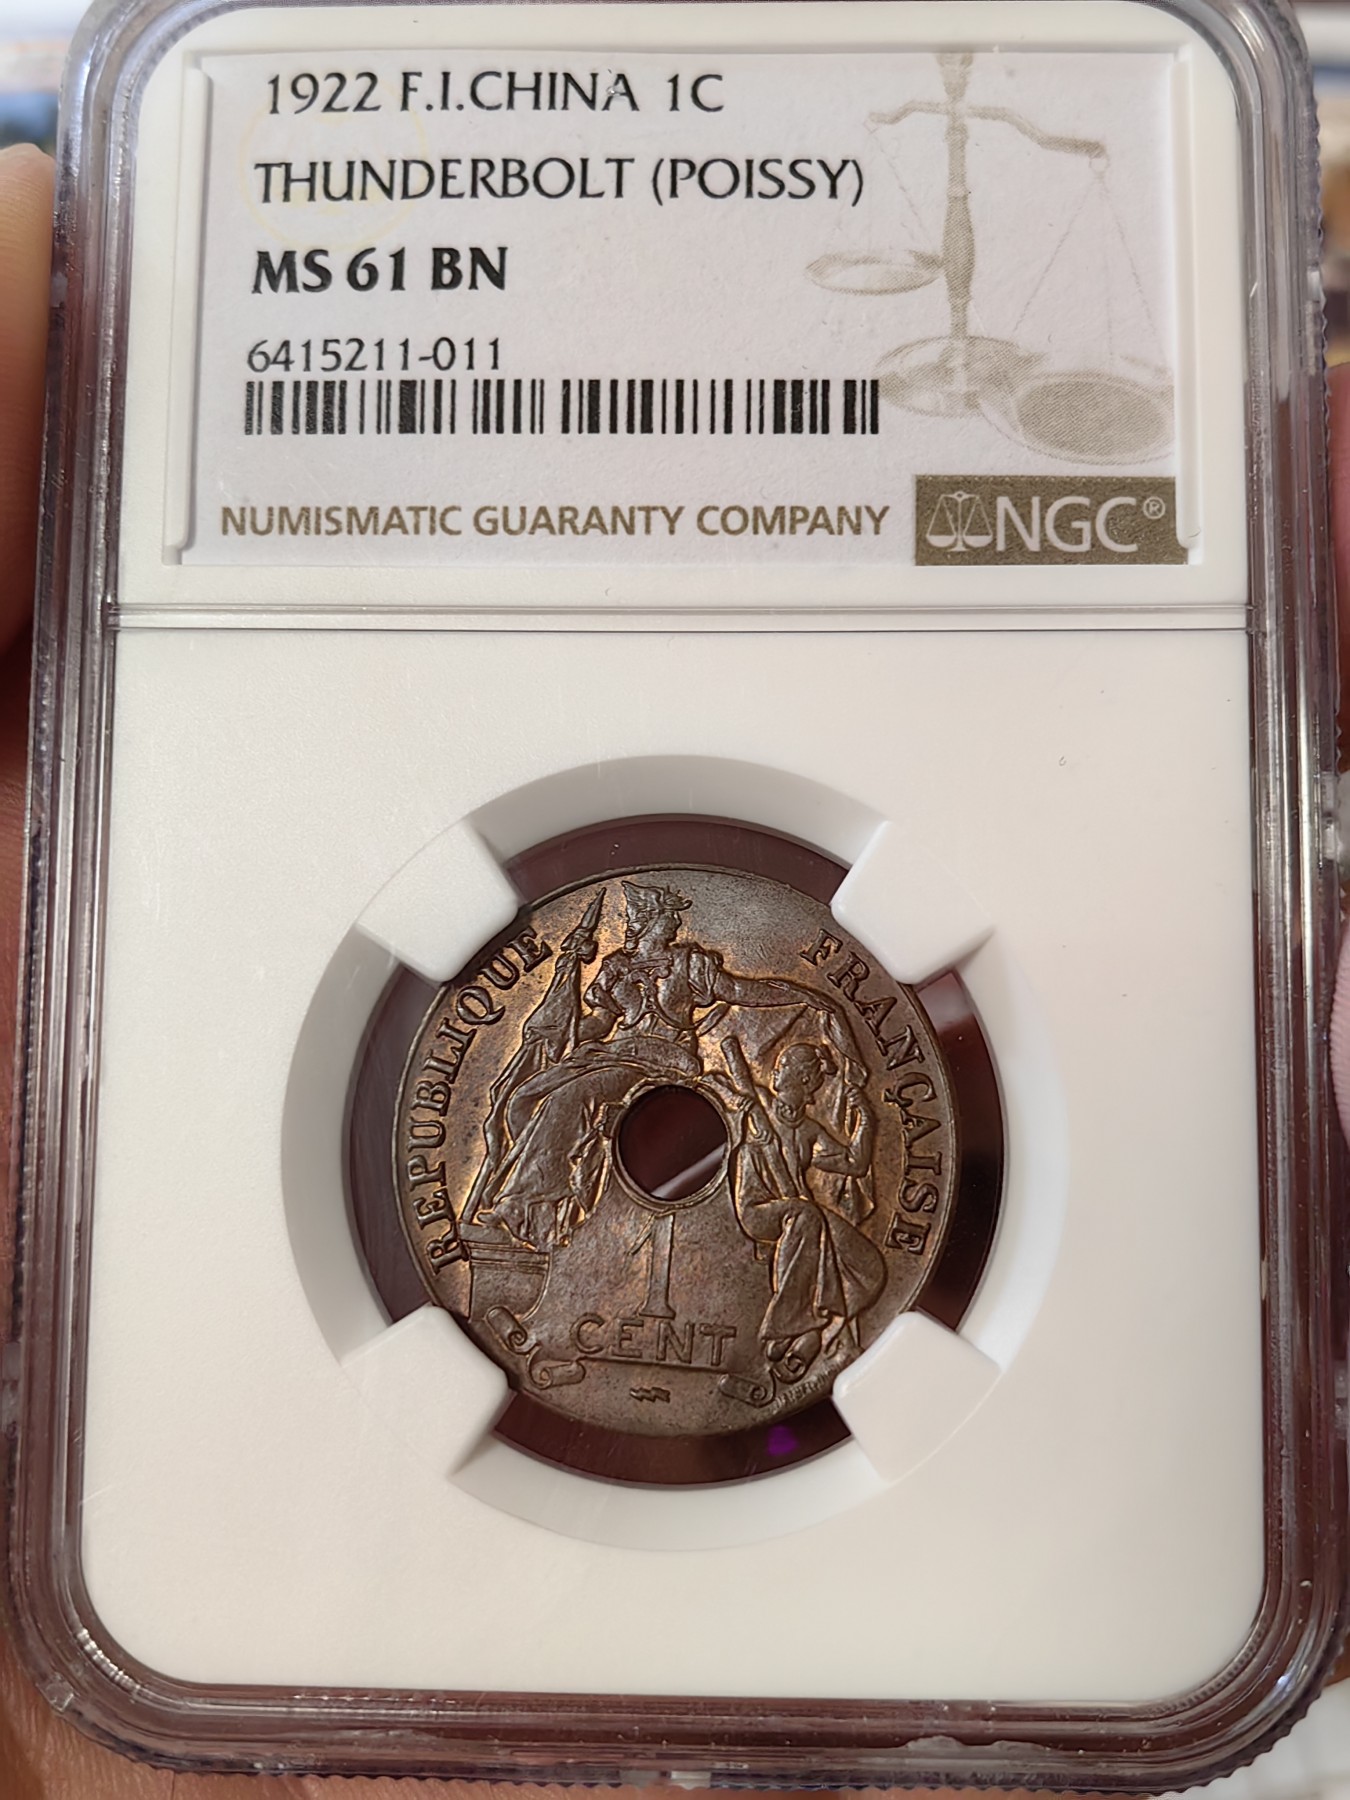 1922 F.I.CHINA 1C
THUNDERBOLT (POISSY)
MS 61 BN
6415211-011
NUMISMATIC GUARANTY COMPANY
NGC®
REPUBLIQUE FRANÇAISE
1
CENT